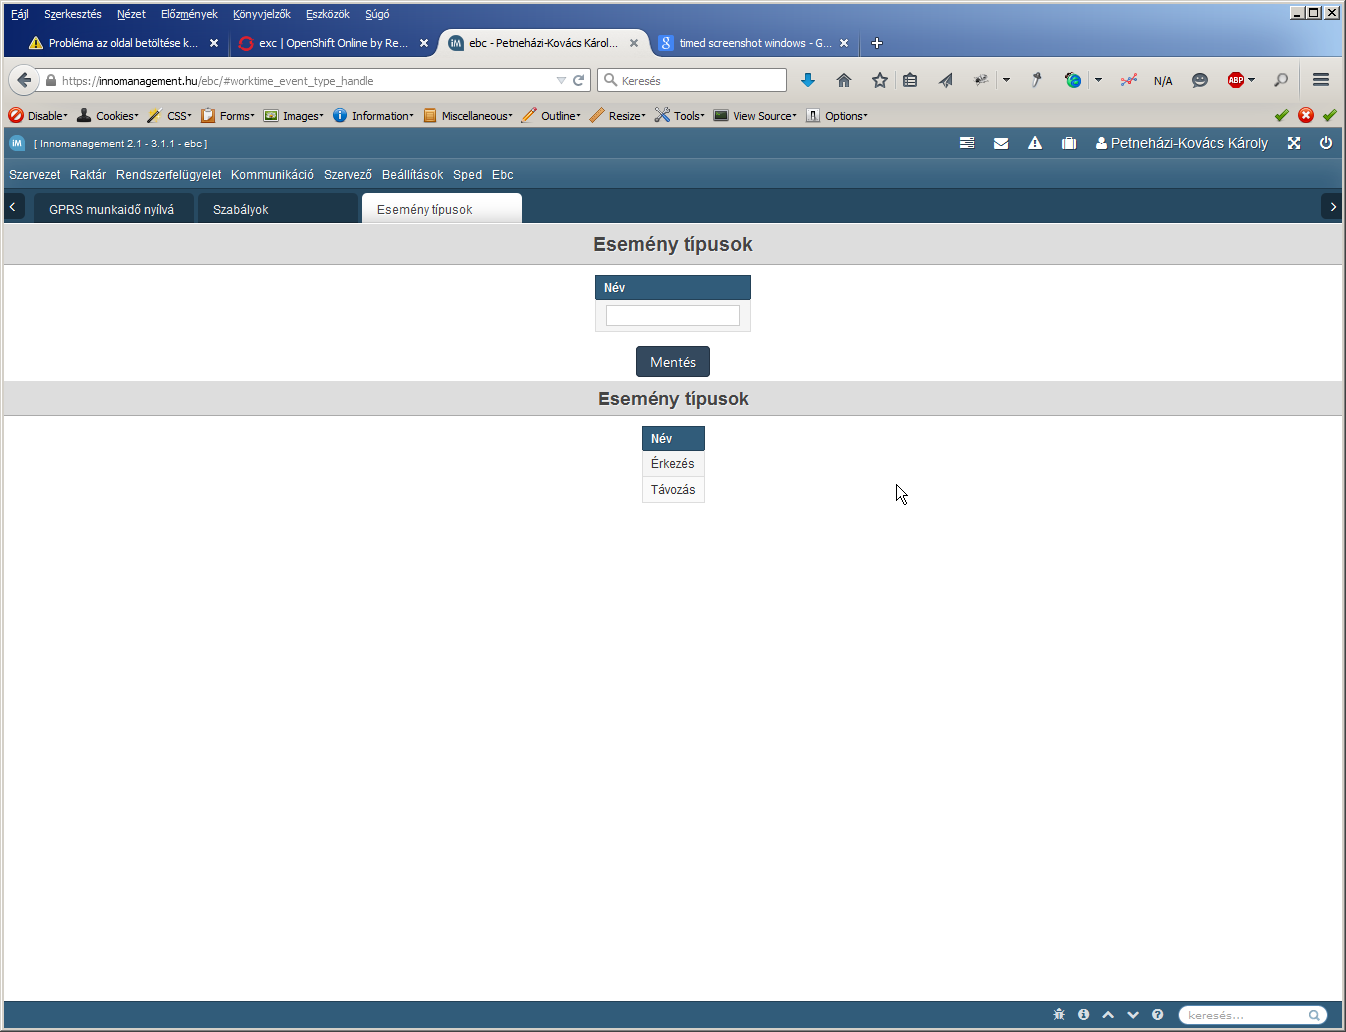 Fájl Szerkesztés Nézet Előzmények Könyvjelzők Eszközök Súgó
Probléma az oldal betöltése k... exc | OpenShift Online by Re... ebc - Petneházi-Kovács Károl... timed screenshot windows - G...
https://innomanagement.hu/ebc/#worktime_event_type_handle Keresés N/A ABP
Disable Cookies CSS Forms Images Information Miscellaneous Outline Resize Tools View Source Options
iM [ Innomanagement 2.1 - 3.1.1 - ebc ] Petneházi-Kovács Károly
Szervezet Raktár Rendszerfelügyelet Kommunikáció Szervező Beállítások Sped Ebc
GPRS munkaidő nyílvá Szabályok Esemény típusok
Esemény típusok
Név
Mentés
Esemény típusok
Név
Érkezés
Távozás
keresés...